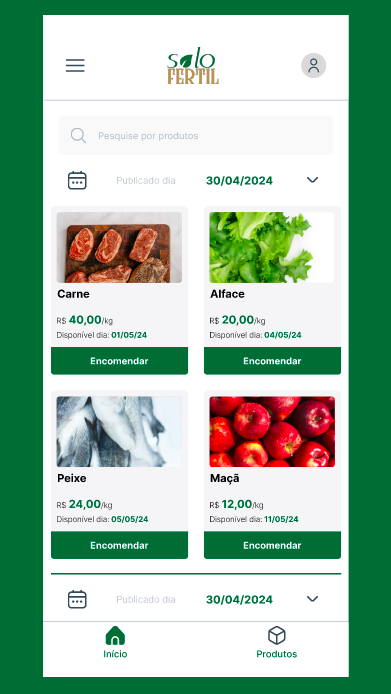 Solo
FERTIL
Pesquise por produtos
Publicado dia 30/04/2024
Carne
R$ 40,00/kg
Disponível dia: 01/05/24
Encomendar
Alface
R$ 20,00/kg
Disponível dia: 04/05/24
Encomendar
Peixe
R$ 24,00/kg
Disponível dia: 05/05/24
Encomendar
Maçã
R$ 12,00/kg
Disponível dia: 11/05/24
Encomendar
Publicado dia 30/04/2024
Início
Produtos